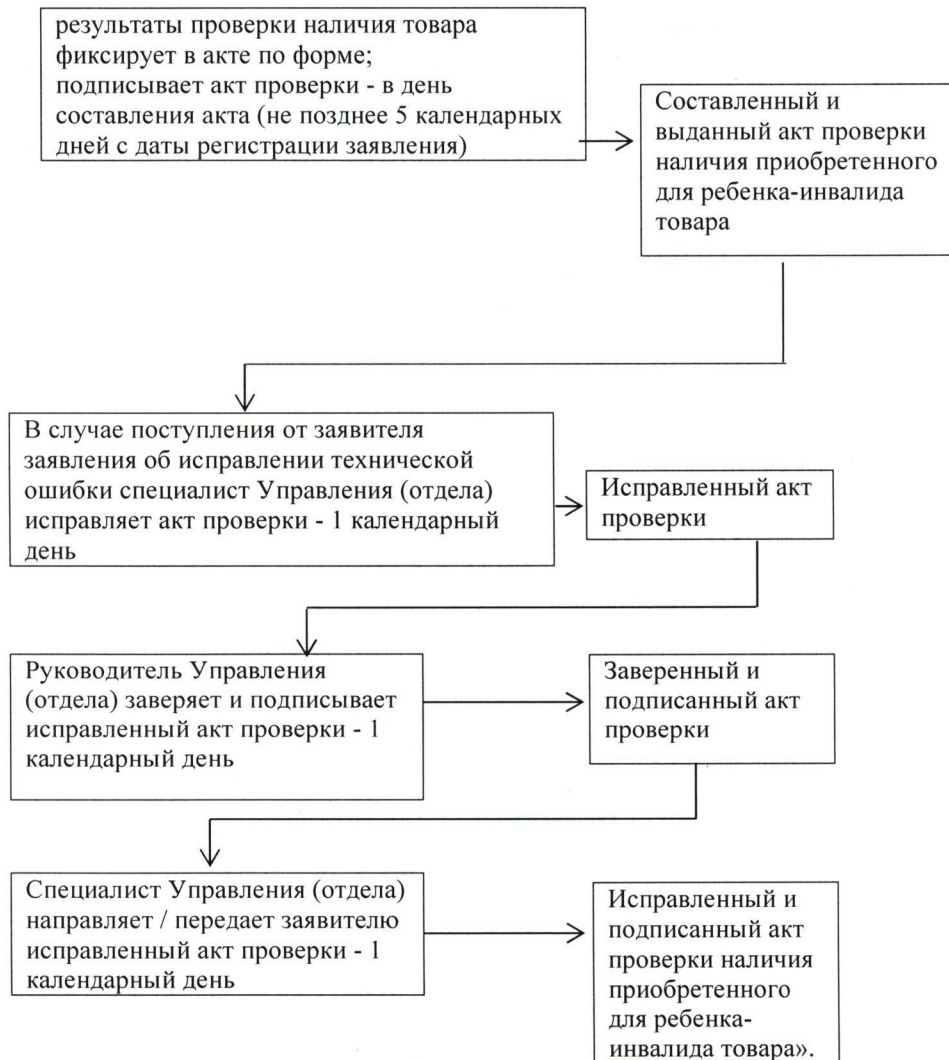 результаты проверки наличия товара
фиксирует в акте по форме;
подписывает акт проверки - в день
составления акта (не позднее 5 календарных
дней с даты регистрации заявления)
Составленный и
выданный акт проверки
наличия приобретенного
для ребенка-инвалида
товара
В случае поступления от заявителя
заявления об исправлении технической
ошибки специалист Управления (отдела)
исправляет акт проверки - 1 календарный
день
Исправленный акт
проверки
Руководитель Управления
(отдела) заверяет и подписывает
исправленный акт проверки - 1
календарный день
Заверенный и
подписанный акт
проверки
Специалист Управления (отдела)
направляет / передает заявителю
исправленный акт проверки - 1
календарный день
Исправленный и
подписанный акт
проверки наличия
приобретенного
для ребенка-
инвалида товара».